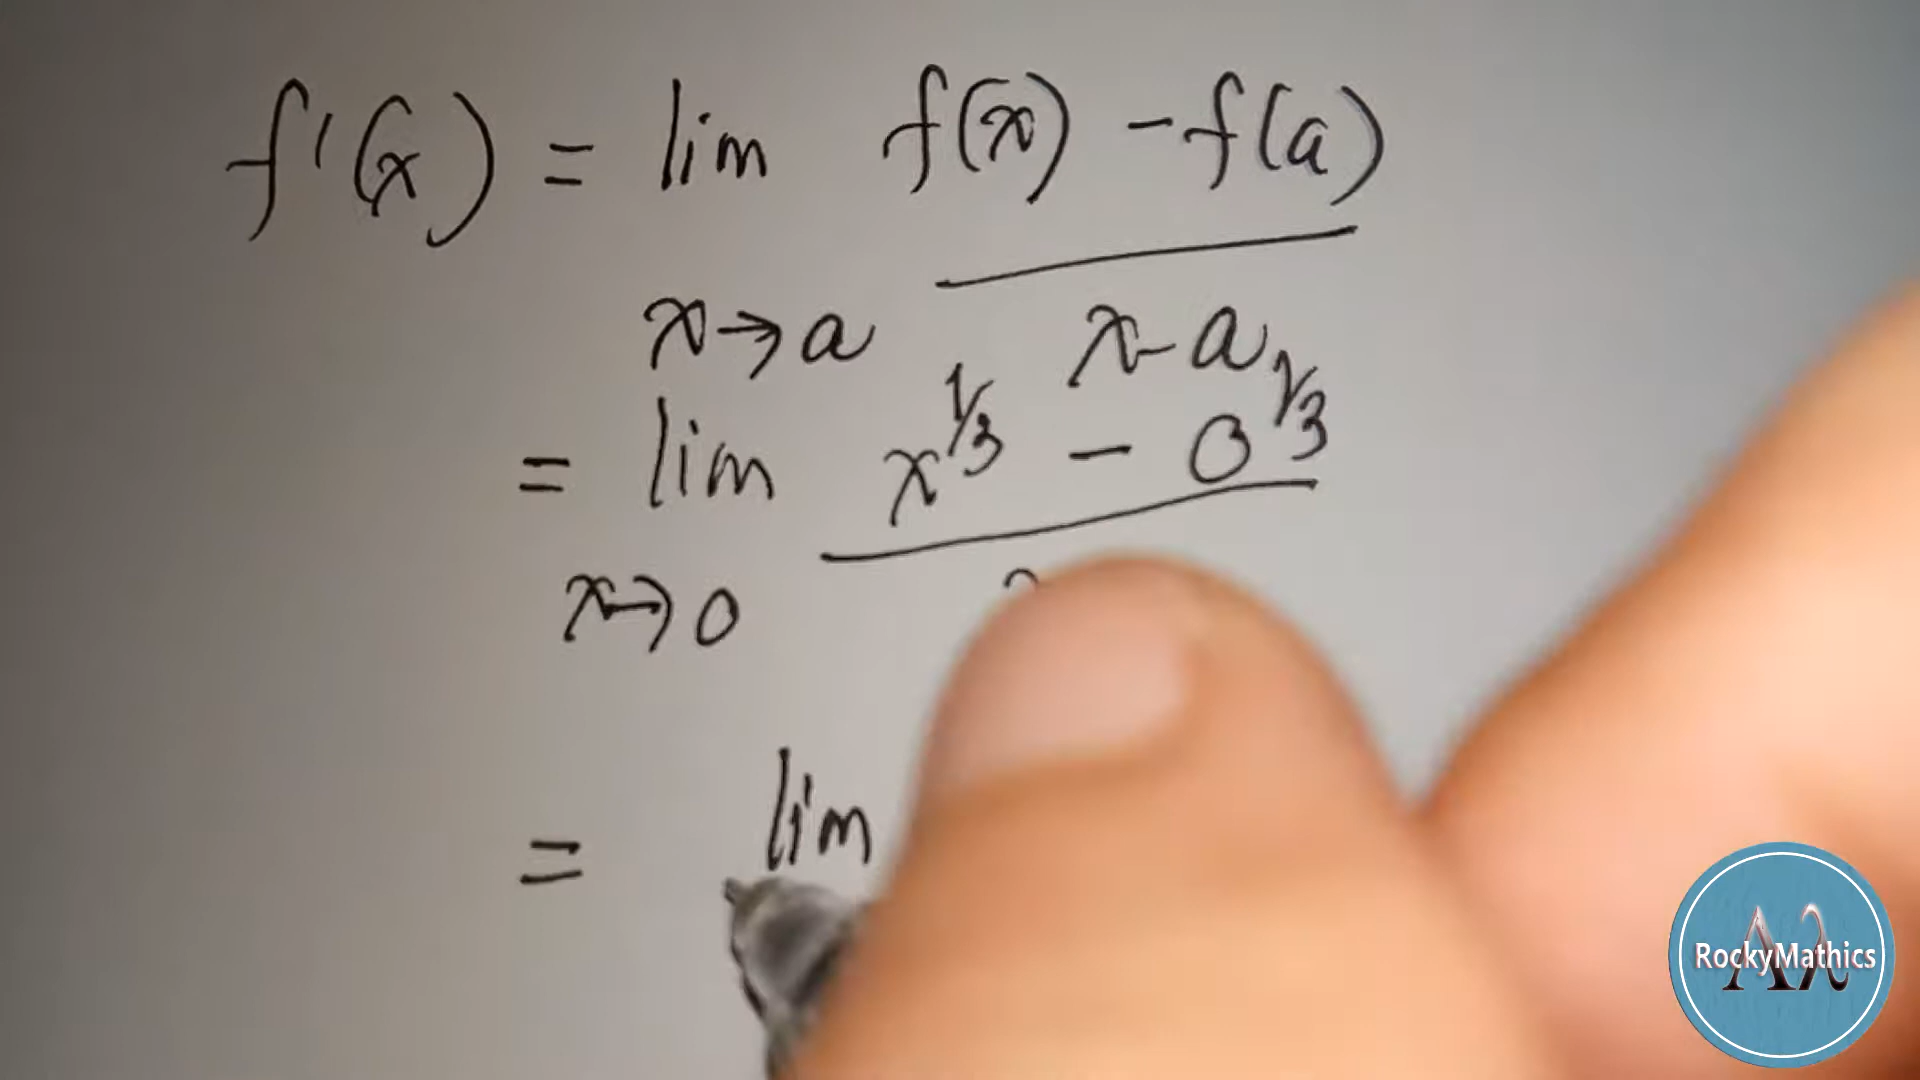 f'(x) = lim f(x) - f(a)
x→a x-a
= lim x^1/3 - 0^1/3
x→0
= lim
RockyMathics